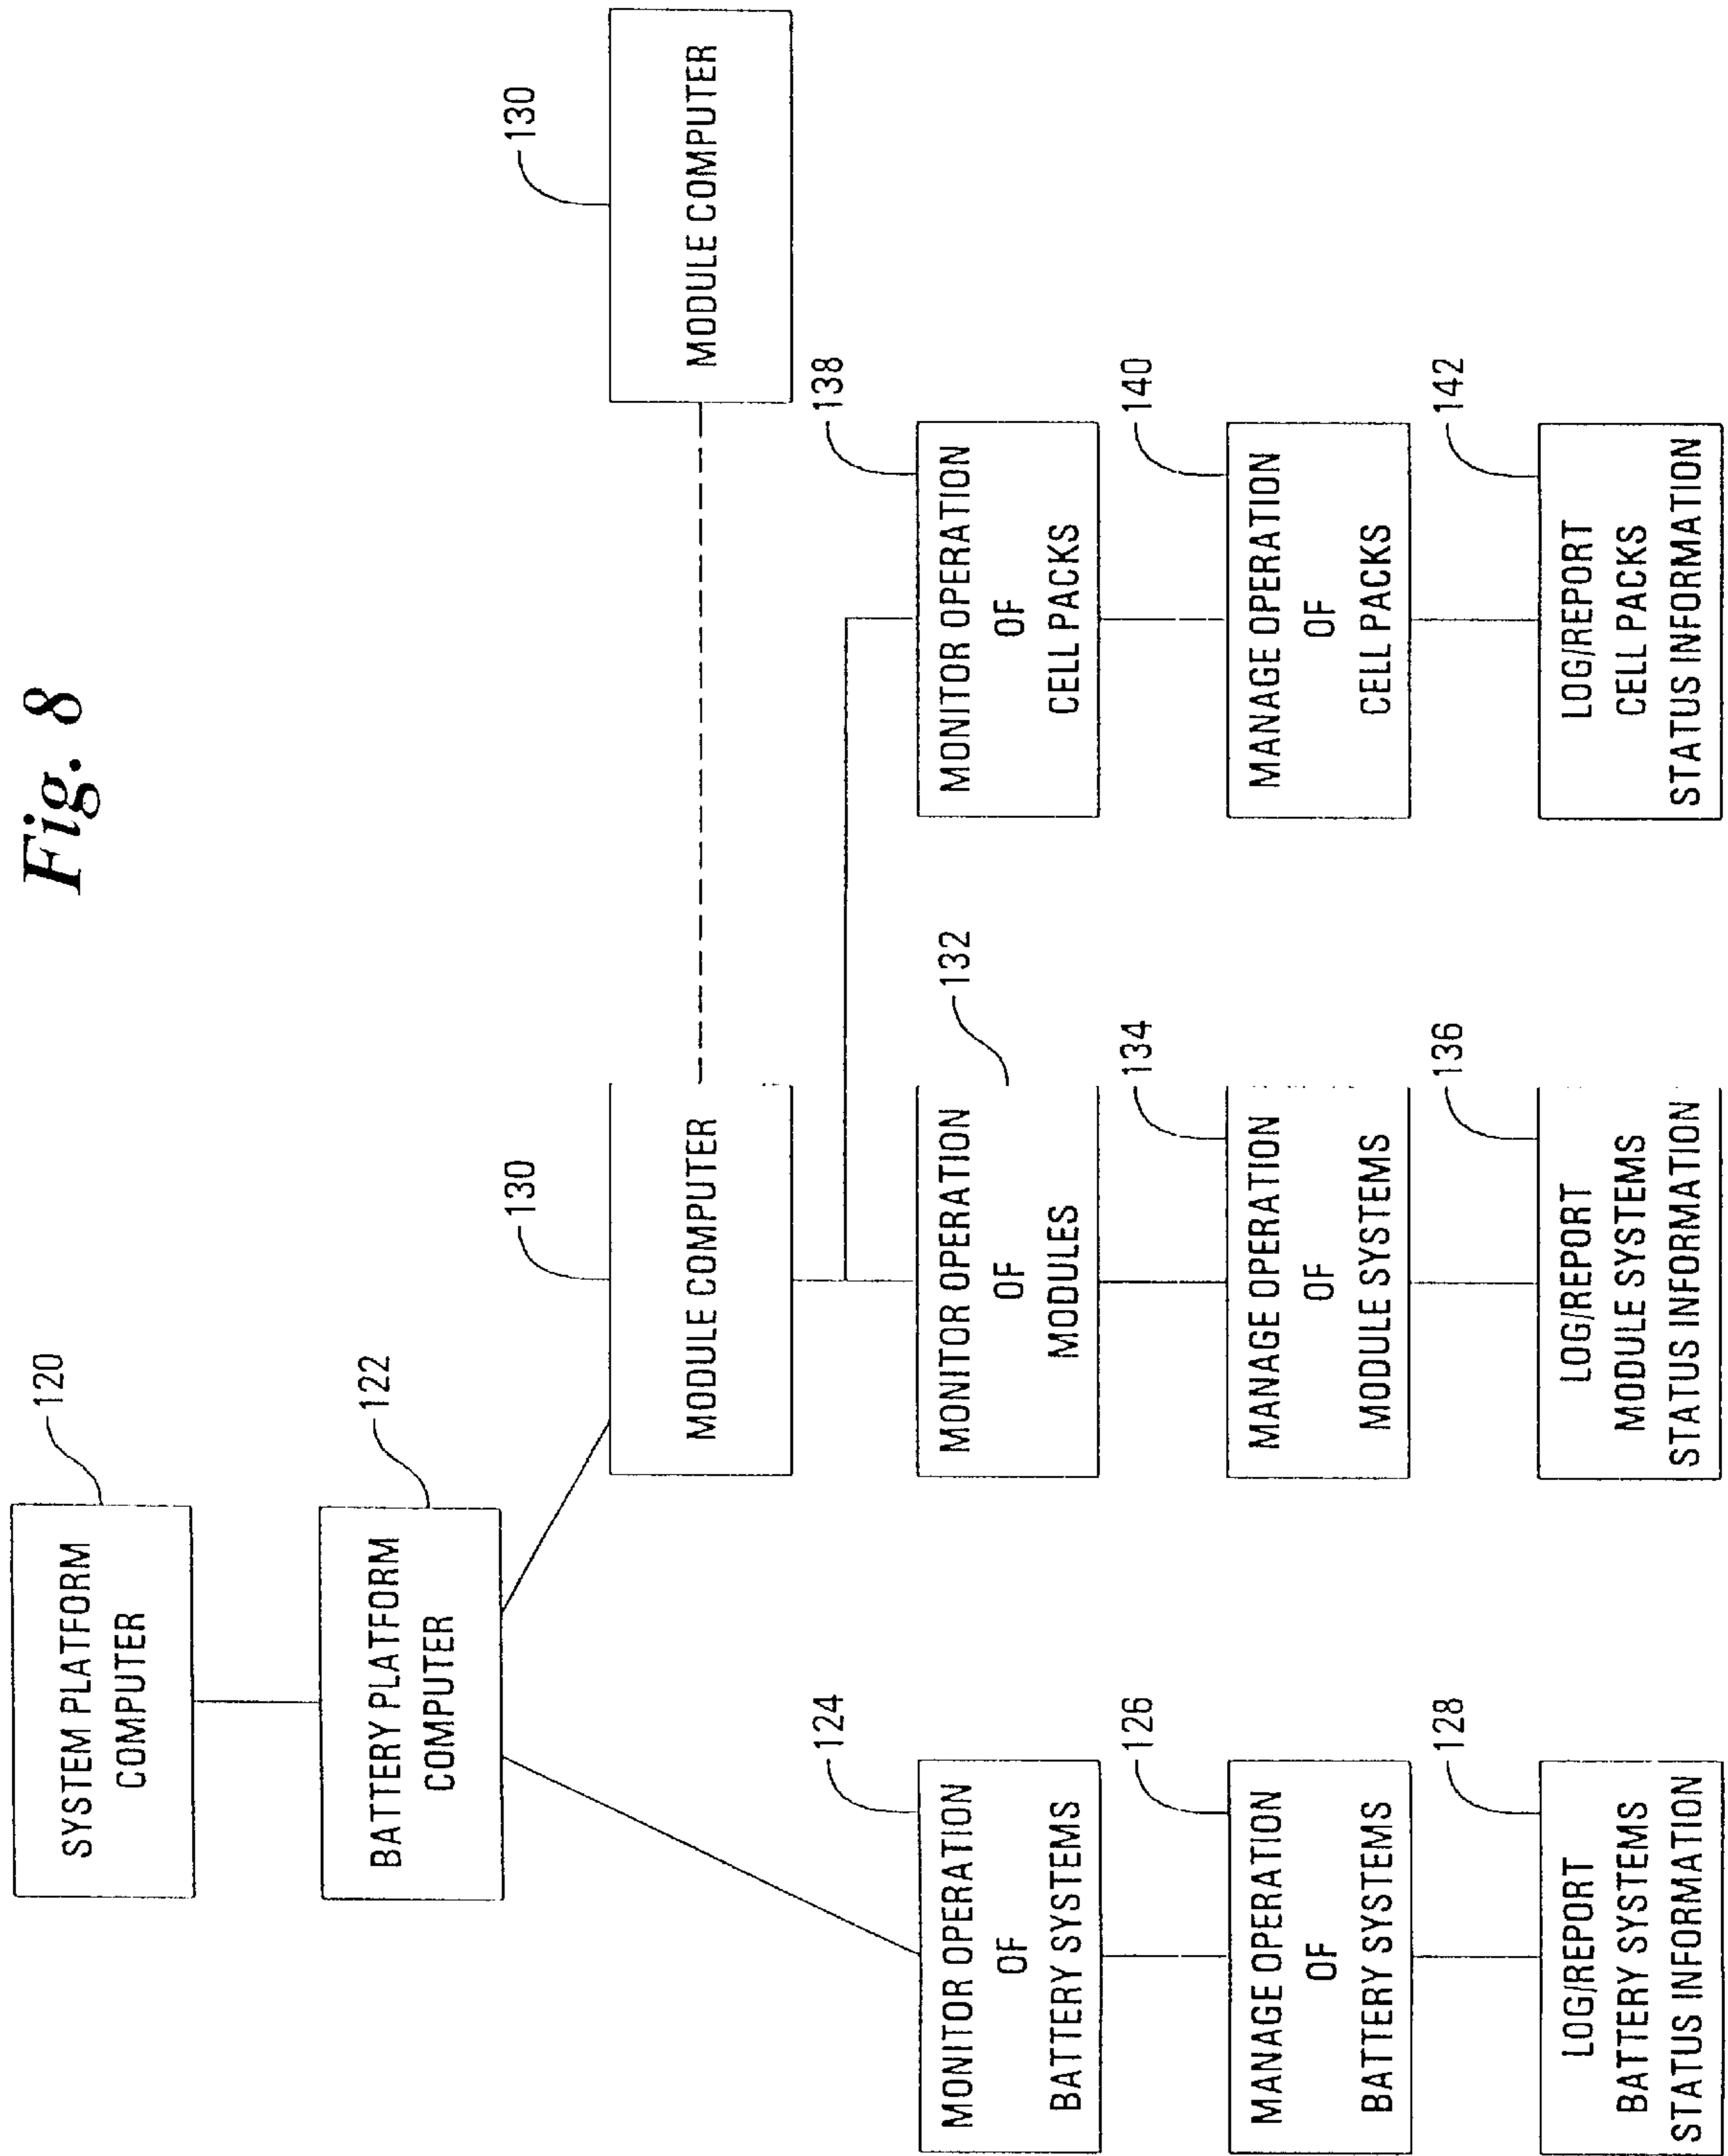 Fig. 8
120
SYSTEM PLATFORM
COMPUTER
122
BATTERY PLATFORM
COMPUTER
130
MODULE COMPUTER
130
MODULE COMPUTER
124
MONITOR OPERATION
OF
BATTERY SYSTEMS
126
MANAGE OPERATION
OF
BATTERY SYSTEMS
128
LOG/REPORT
BATTERY SYSTEMS
STATUS INFORMATION
132
MONITOR OPERATION
OF
MODULES
134
MANAGE OPERATION
OF
MODULE SYSTEMS
136
LOG/REPORT
MODULE SYSTEMS
STATUS INFORMATION
138
MONITOR OPERATION
OF
CELL PACKS
140
MANAGE OPERATION
OF
CELL PACKS
142
LOG/REPORT
CELL PACKS
STATUS INFORMATION